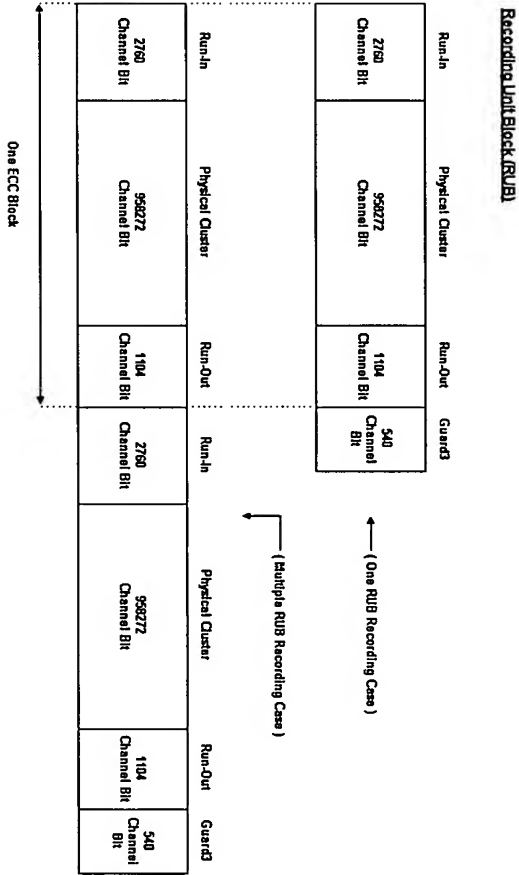 Recording Unit Block (RUB)
Run-In
Physical Cluster
Run-Out
Guard3
2760
Channel Bit
958272
Channel Bit
1104
Channel Bit
540
Channel
Bit
( One RUB Recording Case )
( Multiple RUB Recording Case )
Run-In
Physical Cluster
Run-Out
Run-In
Physical Cluster
Run-Out
Guard3
2760
Channel Bit
958272
Channel Bit
1104
Channel Bit
2760
Channel Bit
958272
Channel Bit
1104
Channel Bit
540
Channel
Bit
One ECC Block